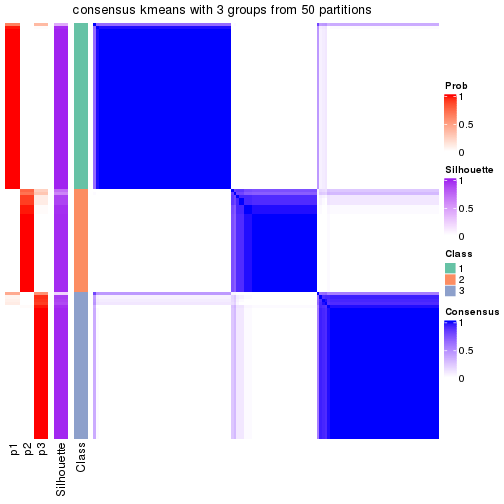 consensus kmeans with 3 groups from 50 partitions
Prob
1
0.5
0
Silhouette
1
0.5
0
Class
1
2
3
Consensus
1
0.5
0
p1
p2
p3
Silhouette
Class